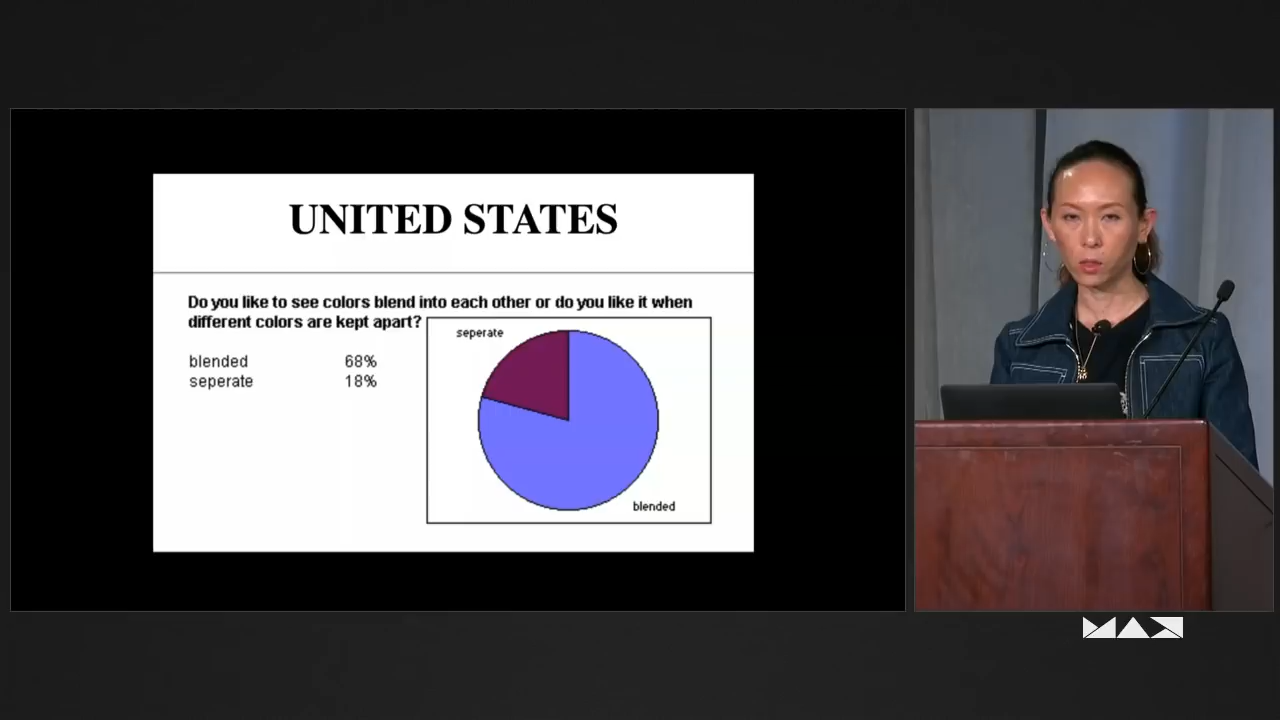 UNITED STATES
Do you like to see colors blend into each other or do you like it when
different colors are kept apart?
blended 68%
seperate 18%
seperate
blended
MAK